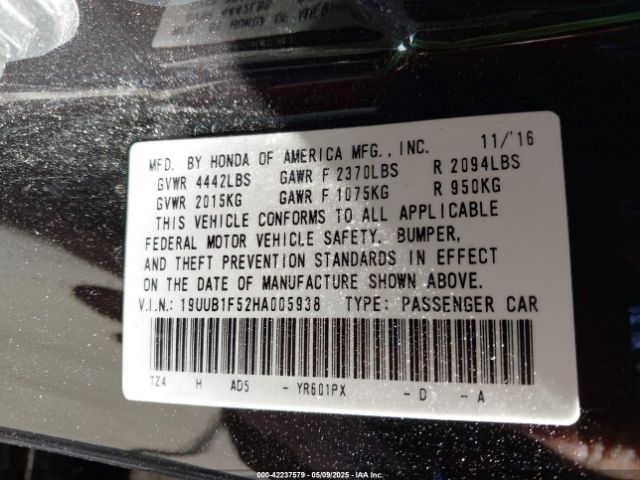 MFD. BY HONDA OF AMERICA MFG., INC. 11/'16
GVWR 4442LBS GAWR F 2370LBS R 2094LBS
GVWR 2015KG GAWR F 1075KG R 950KG
THIS VEHICLE CONFORMS TO ALL APPLICABLE
FEDERAL MOTOR VEHICLE SAFETY, BUMPER,
AND THEFT PREVENTION STANDARDS IN EFFECT
ON THE DATE OF MANUFACTURE SHOWN ABOVE.
V.I.N.: 19UUB1F52HA005938 TYPE: PASSENGER CAR
TZ4 H AD5 - YR601PX - D - A
000-42237579 - 05/09/2025 - IAA Inc.